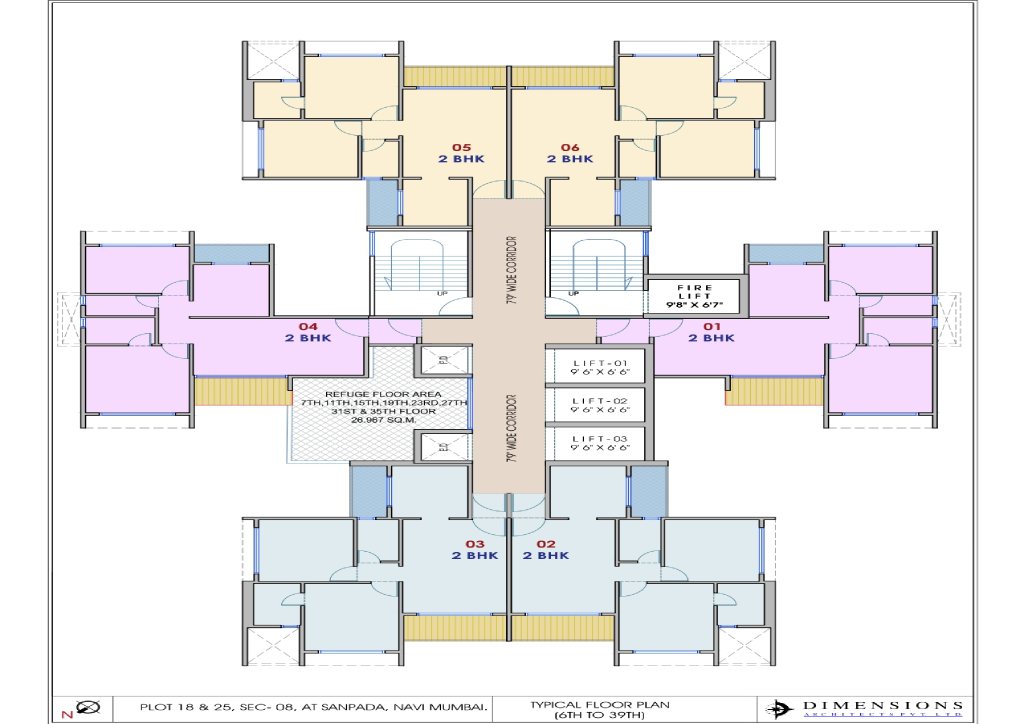 05
2 BHK
06
2 BHK
7'9" WIDE CORRIDOR
UP
UP
FIRE
LIFT
9'8" X 6'7"
04
2 BHK
01
2 BHK
LIFT-01
9'6" X 6'6"
REFUGE FLOOR AREA
7TH,11TH,15TH,19TH,23RD,27TH
31ST & 35TH FLOOR
26.967 SQ.M.
LIFT-02
9'6" X 6'6"
7'9" WIDE CORRIDOR
LIFT-03
9'6" X 6'6"
03
2 BHK
02
2 BHK
N
PLOT 18 & 25, SEC- 08, AT SANPADA, NAVI MUMBAI.
TYPICAL FLOOR PLAN
(6TH TO 39TH)
DIMENSIONS
ARCHITECTS PVT. LTD.